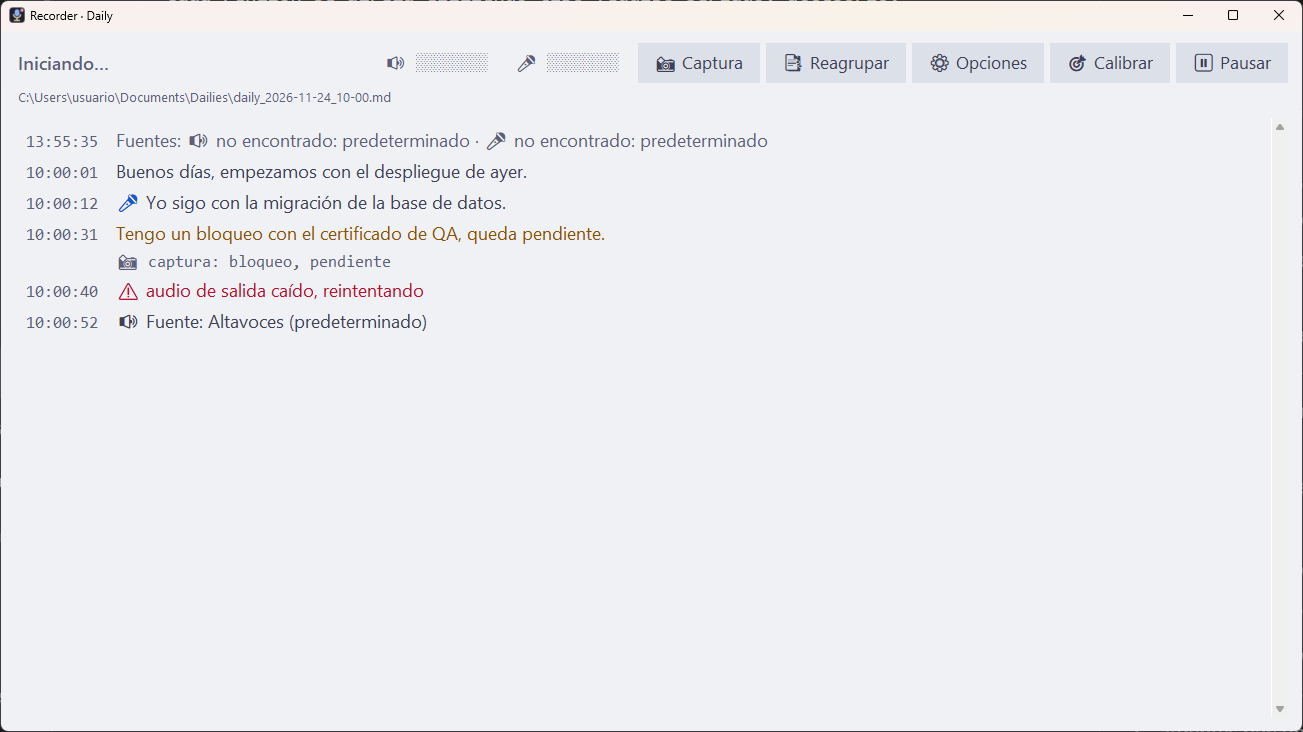 Recorder · Daily
Iniciando...
Captura
Reagrupar
Opciones
Calibrar
Pausar
C:\Users\usuario\Documents\Dailies\daily_2026-11-24_10-00.md
13:55:35 Fuentes: no encontrado: predeterminado · no encontrado: predeterminado
10:00:01 Buenos días, empezamos con el despliegue de ayer.
10:00:12 Yo sigo con la migración de la base de datos.
10:00:31 Tengo un bloqueo con el certificado de QA, queda pendiente.
captura: bloqueo, pendiente
10:00:40 audio de salida caído, reintentando
10:00:52 Fuente: Altavoces (predeterminado)